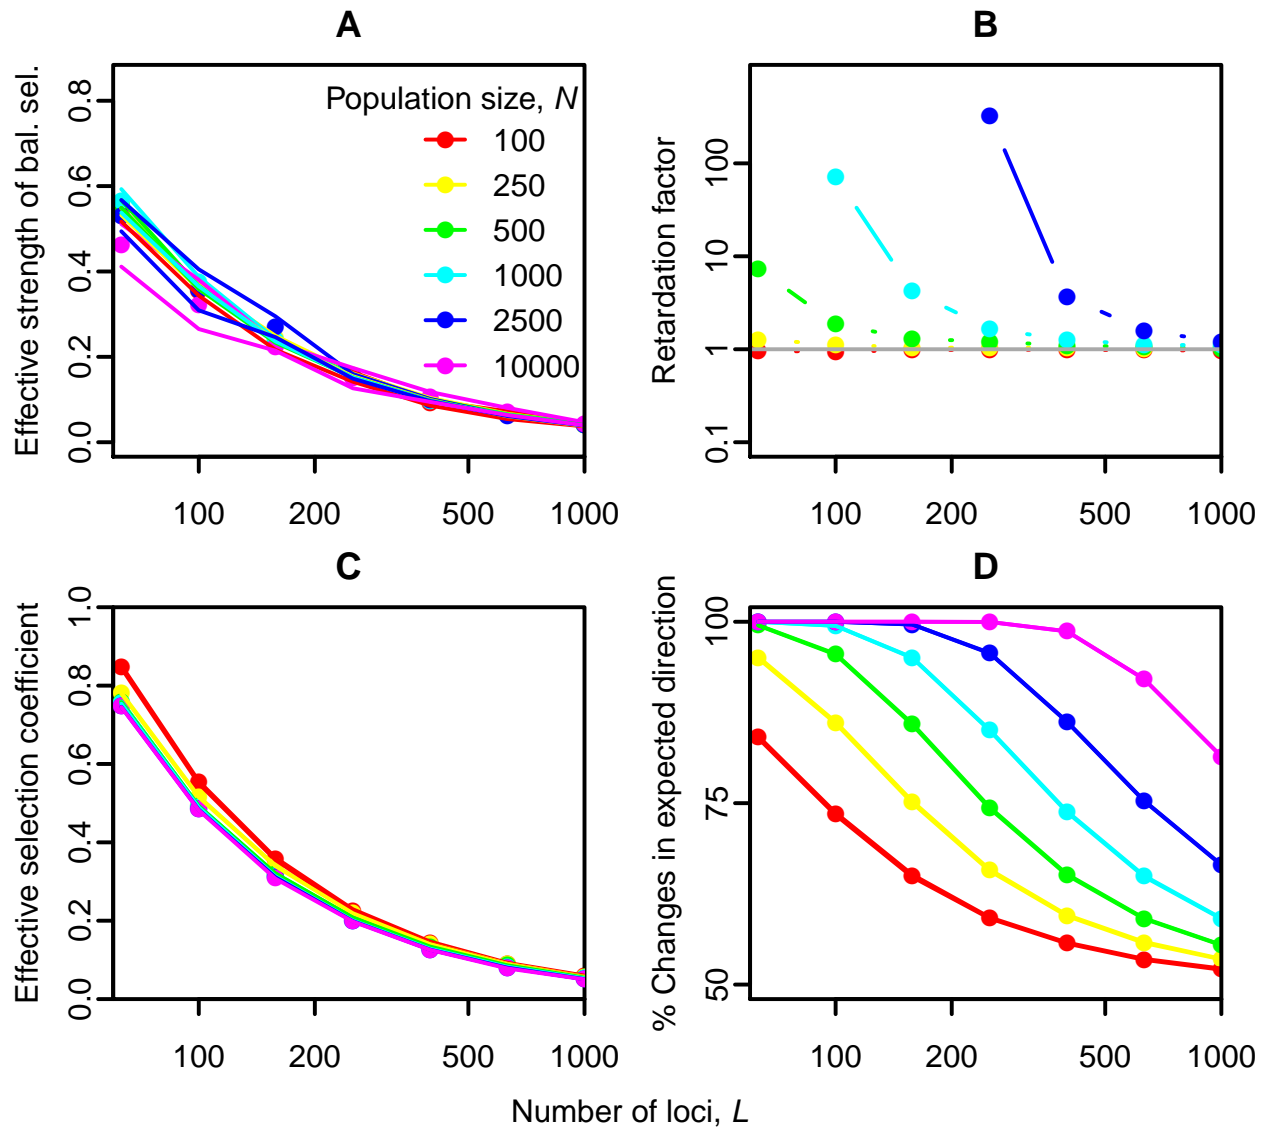 A
Effective strength of bal. sel.
0.0 0.2 0.4 0.6 0.8
Population size, N
100
250
500
1000
2500
10000
100 200 500 1000
B
Retardation factor
0.1 1 10 100
100 200 500 1000
C
Effective selection coefficient
0.0 0.2 0.4 0.6 0.8 1.0
100 200 500 1000
D
% Changes in expected direction
50 75 100
100 200 500 1000
Number of loci, L